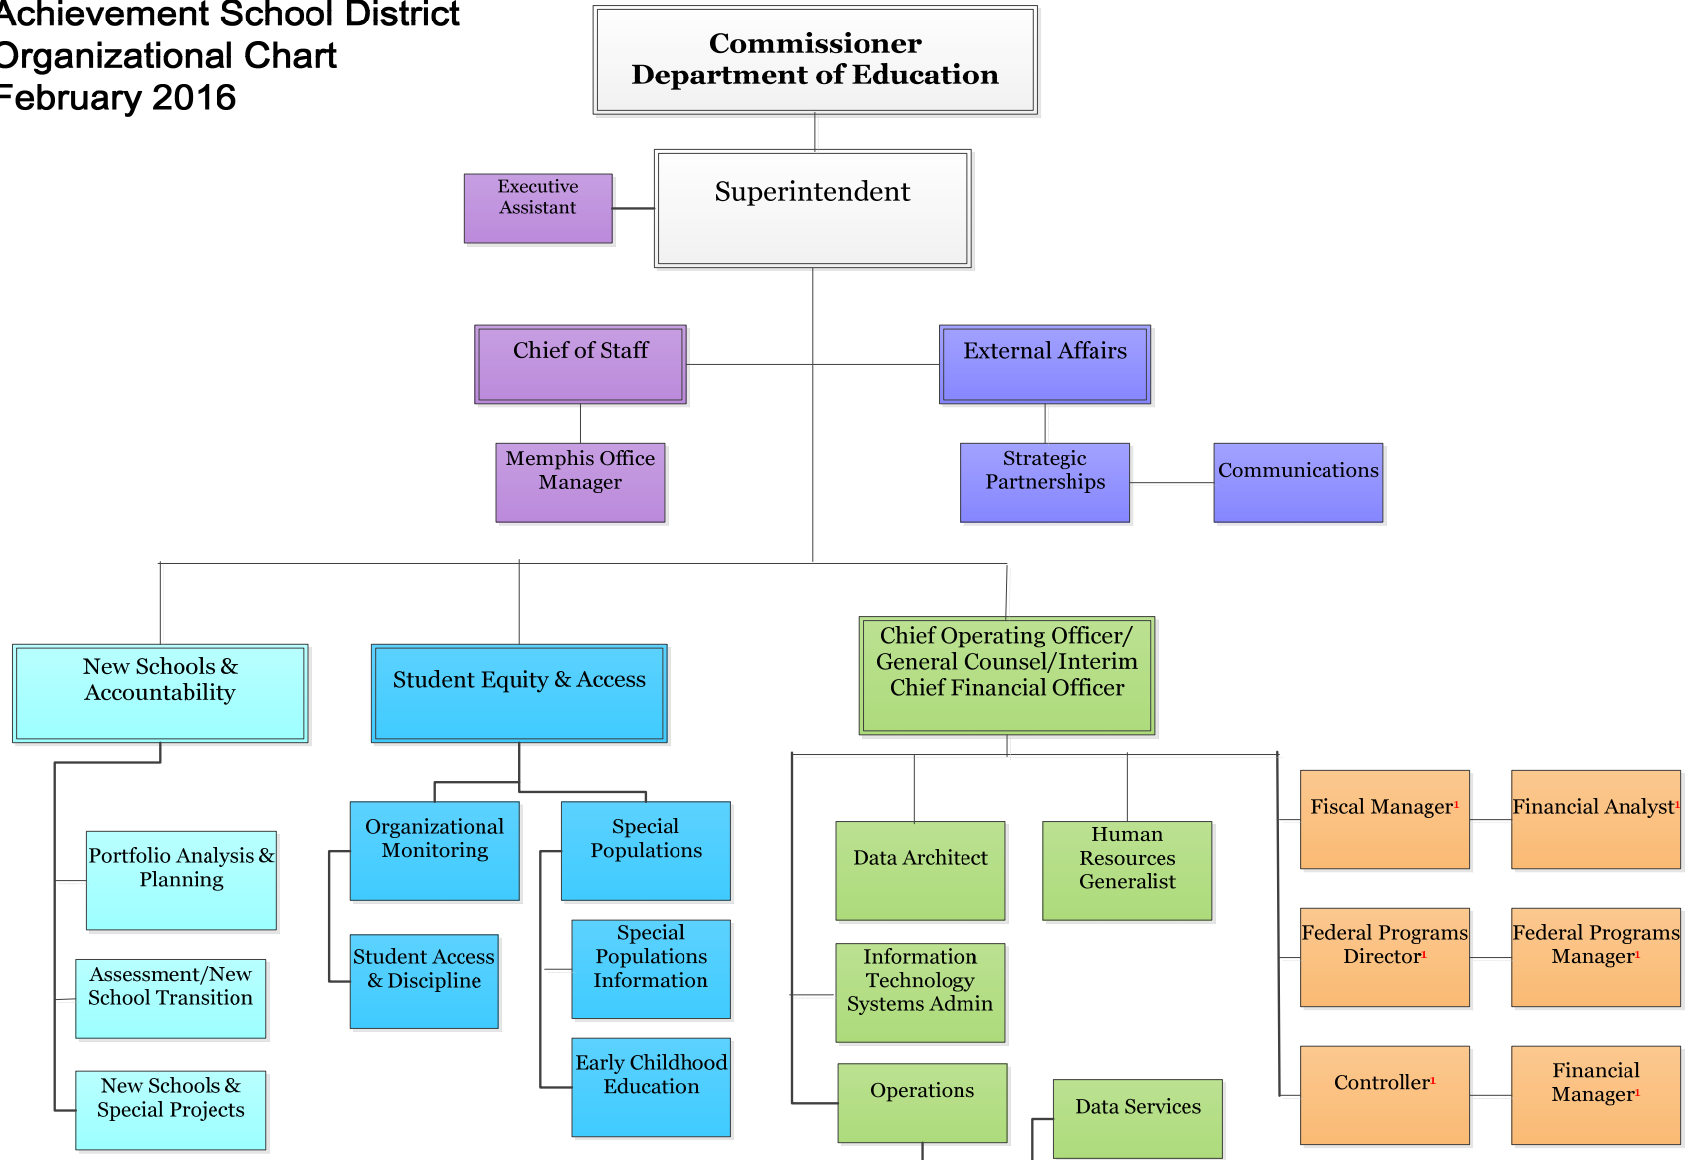 Achievement School District
Organizational Chart
February 2016
Commissioner
Department of Education
Executive
Assistant
Superintendent
Chief of Staff
External Affairs
Memphis Office
Manager
Strategic
Partnerships
Communications
New Schools &
Accountability
Student Equity & Access
Chief Operating Officer/
General Counsel/Interim
Chief Financial Officer
Portfolio Analysis &
Planning
Assessment/New
School Transition
New Schools &
Special Projects
Organizational
Monitoring
Student Access
& Discipline
Special
Populations
Special
Populations
Information
Early Childhood
Education
Data Architect
Human
Resources
Generalist
Information
Technology
Systems Admin
Operations
Data Services
Fiscal Manager¹
Financial Analyst¹
Federal Programs
Director¹
Federal Programs
Manager¹
Controller¹
Financial
Manager¹